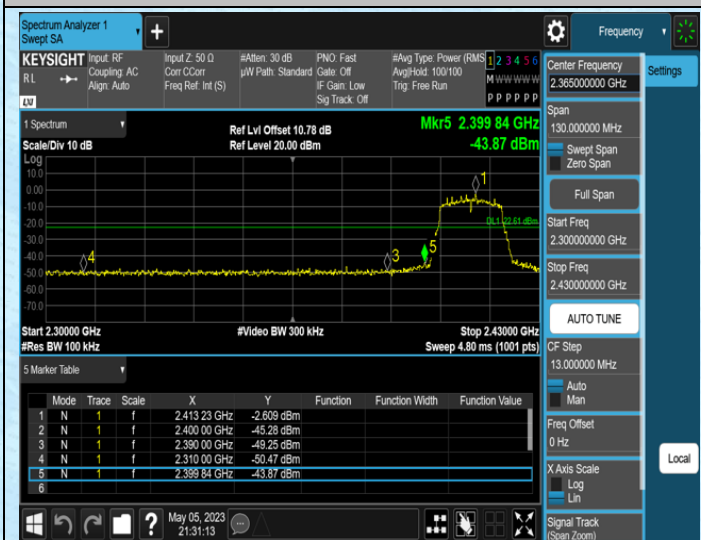 Spectrum Analyzer 1
Swept SA
+
Frequency
KEYSIGHT
RL
LXI
Input: RF
Coupling: AC
Align: Auto
Input Z: 50 Ω
Corr CCorr
Freq Ref: Int (S)
#Atten: 30 dB
µW Path: Standard
PNO: Fast
Gate: Off
IF Gain: Low
Sig Track: Off
#Avg Type: Power (RMS
Avg|Hold: 100/100
Trig: Free Run
1 2 3 4 5 6
M W W W W W
P P P P P P
Center Frequency
2.365000000 GHz
Settings
Span
130.000000 MHz
Swept Span
Zero Span
Full Span
Start Freq
2.300000000 GHz
Stop Freq
2.430000000 GHz
AUTO TUNE
CF Step
13.000000 MHz
Auto
Man
Freq Offset
0 Hz
X Axis Scale
Log
Lin
Local
Signal Track
(Span Zoom)
1 Spectrum
Scale/Div 10 dB
Ref Lvl Offset 10.78 dB
Ref Level 20.00 dBm
Mkr5 2.399 84 GHz
-43.87 dBm
Log
10.0
0.00
-10.0
-20.0
-30.0
-40.0
-50.0
-60.0
-70.0
1
DL1 -22.61 dBm
4
3
5
Start 2.30000 GHz
#Res BW 100 kHz
#Video BW 300 kHz
Stop 2.43000 GHz
Sweep 4.80 ms (1001 pts)
5 Marker Table
Mode Trace Scale X Y Function Function Width Function Value
1 N 1 f 2.413 23 GHz -2.609 dBm
2 N 1 f 2.400 00 GHz -45.28 dBm
3 N 1 f 2.390 00 GHz -49.25 dBm
4 N 1 f 2.310 00 GHz -50.47 dBm
5 N 1 f 2.399 84 GHz -43.87 dBm
6
?
May 05, 2023
21:31:13